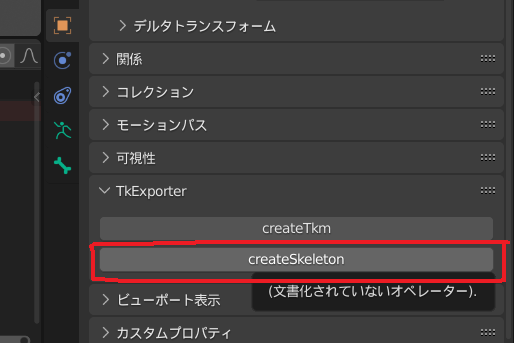 デルタトランスフォーム
関係
コレクション
モーションパス
可視性
TkExporter
createTkm
createSkeleton
(文書化されていないオペレーター).
ビューポート表示
カスタムプロパティ